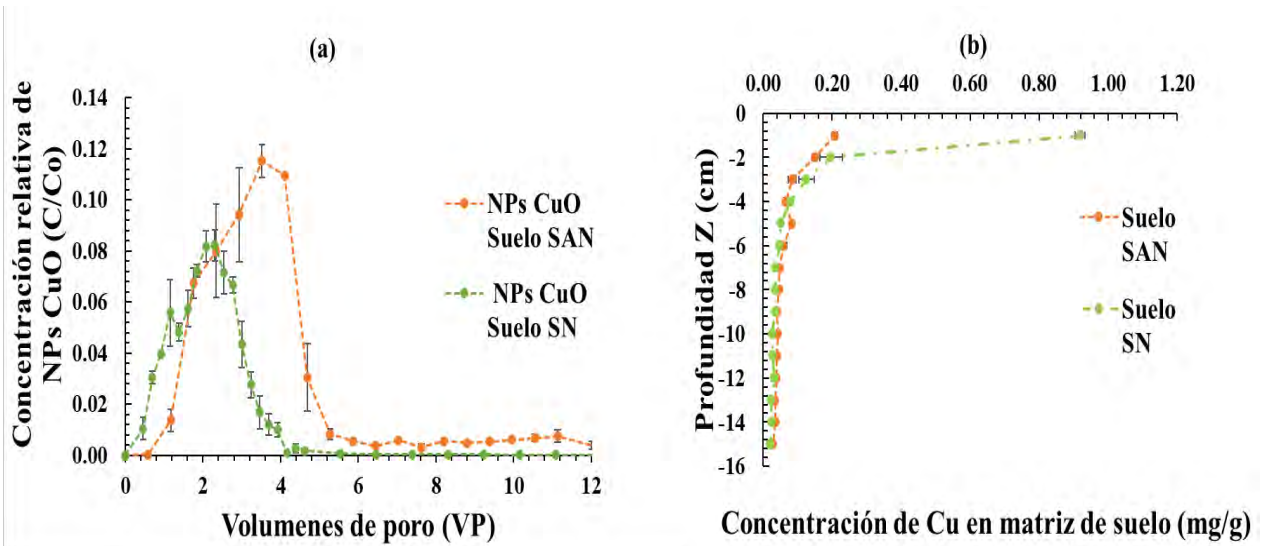 (a)
Concentración relativa de
NPs CuO (C/Co)
0.14
0.12
0.10
0.08
0.06
0.04
0.02
0.00
0 2 4 6 8 10 12
Volumenes de poro (VP)
NPs CuO
Suelo SAN
NPs CuO
Suelo SN
(b)
0.00 0.20 0.40 0.60 0.80 1.00 1.20
Profundidad Z (cm)
0
-2
-4
-6
-8
-10
-12
-14
-16
Suelo
SAN
Suelo
SN
Concentración de Cu en matriz de suelo (mg/g)